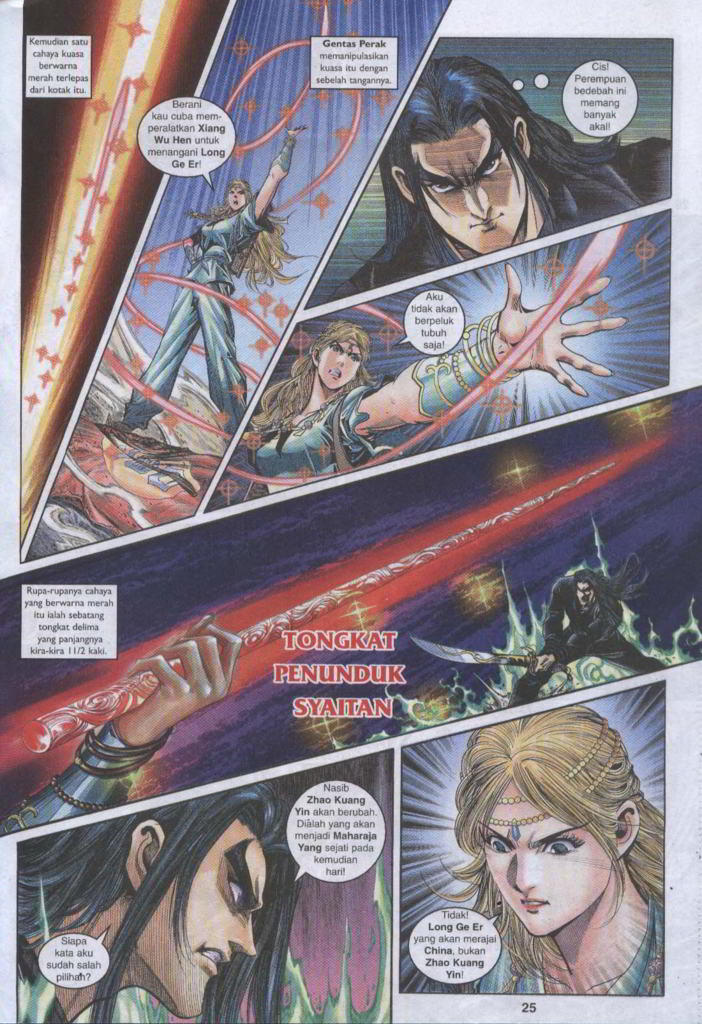 Kemudian satu
cahaya kuasa
berwarna
merah terlepas
dari kotak itu.
Berani
kau cuba mem-
peralatkan Xiang
Wu Hen untuk
menangani Long
Ge Er!
Gentas Perak
memanipulasikan
kuasa itu dengan
sebelah tangannya.
Cis!
Perempuan
bedebah ini
memang
banyak
akal!
Aku
tidak akan
berpeluk
tubuh
saja!
Rupa-rupanya cahaya
yang berwarna merah
itu ialah sebatang
tongkat delima
yang panjangnya
kira-kira 11/2 kaki.
TONGKAT
PENUNDUK
SYAITAN
Nasib
Zhao Kuang
Yin akan berubah.
Dialah yang akan
menjadi Maharaja
Yang sejati pada
kemudian
hari!
Siapa
kata aku
sudah salah
pilihan?
Tidak!
Long Ge Er
yang akan merajai
China, bukan
Zhao Kuang
Yin!
25